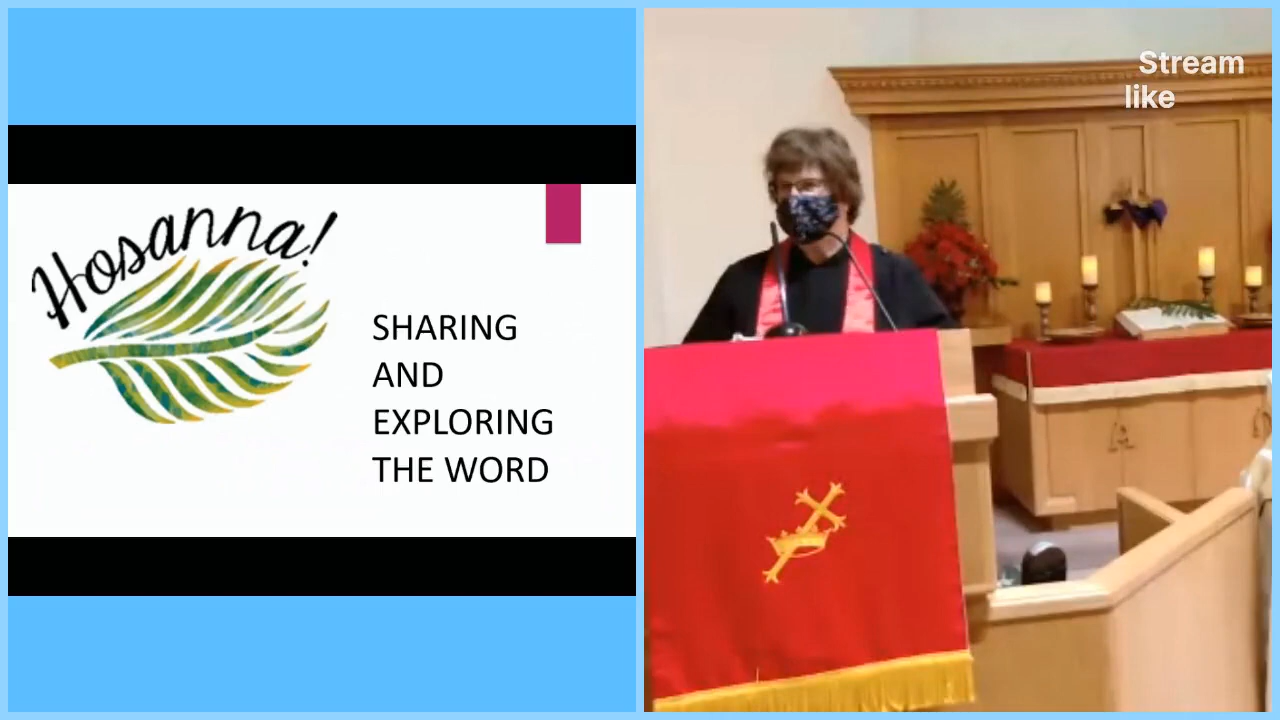 Hosanna!
SHARING
AND
EXPLORING
THE WORD
Stream
like